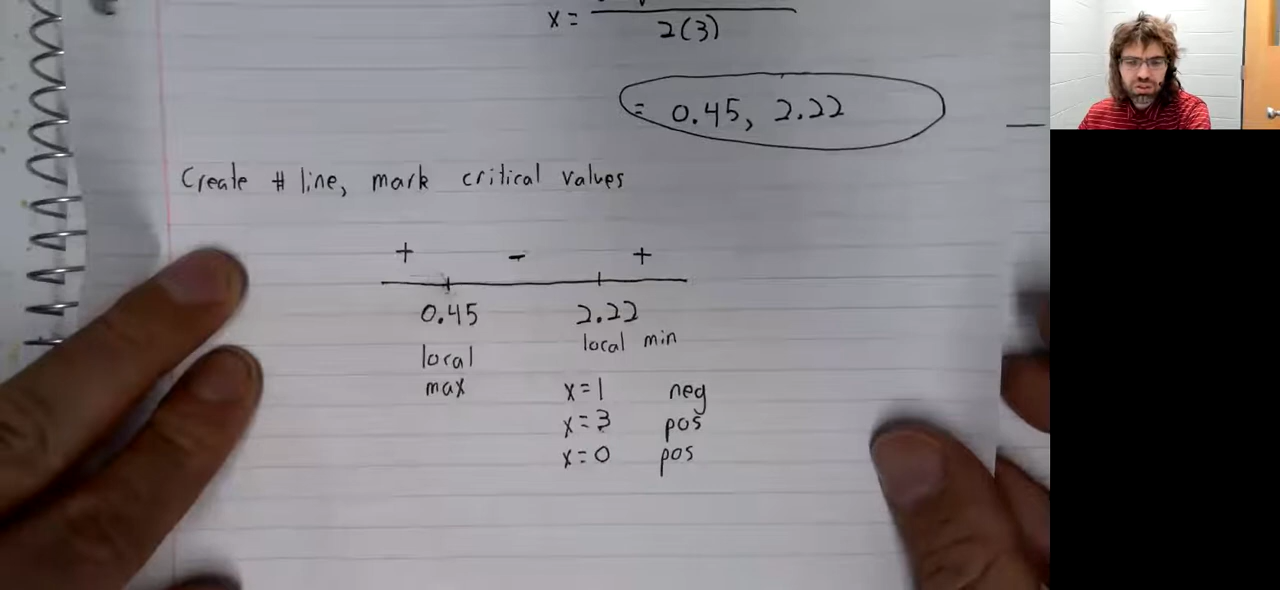 x =
2(3)
= 0.45, 2.22
Create # line, mark critical values
+ - +
0.45 2.22
local max
local min
x=1 neg
x=3 pos
x=0 pos